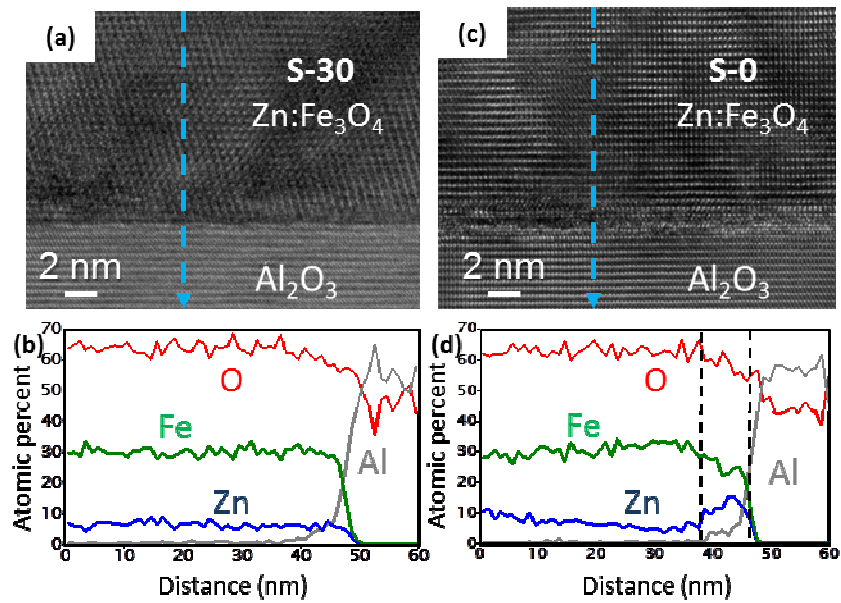 (a)
S-30
Zn:Fe3O4
2 nm
Al2O3
(c)
S-0
Zn:Fe3O4
2 nm
Al2O3
(b)
Atomic percent
70
60
50
40
30
20
10
0
O
Fe
Zn
Al
0 10 20 30 40 50 60
Distance (nm)
(d)
Atomic percent
70
60
50
40
30
20
10
0
O
Fe
Zn
Al
0 10 20 30 40 50 60
Distance (nm)